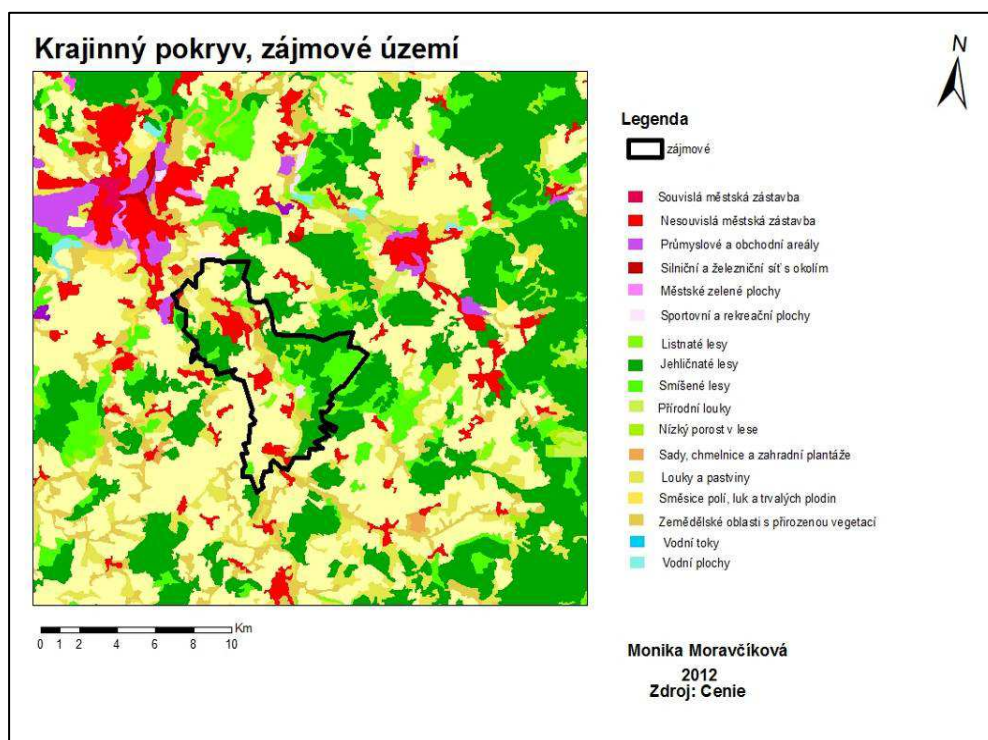 Krajinný pokryv, zájmové území
N
Legenda
zájmové
Souvislá městská zástavba
Nesouvislá městská zástavba
Průmyslové a obchodní areály
Silniční a železniční síť s okolím
Městské zelené plochy
Sportovní a rekreační plochy
Listnaté lesy
Jehličnaté lesy
Smíšené lesy
Přírodní louky
Nízký porost v lese
Sady, chmelnice a zahradní plantáže
Louky a pastviny
Směsice polí, luk a trvalých plodin
Zemědělské oblasti s přirozenou vegetací
Vodní toky
Vodní plochy
Km
0 1 2 4 6 8 10
Monika Moravčíková
2012
Zdroj: Cenie